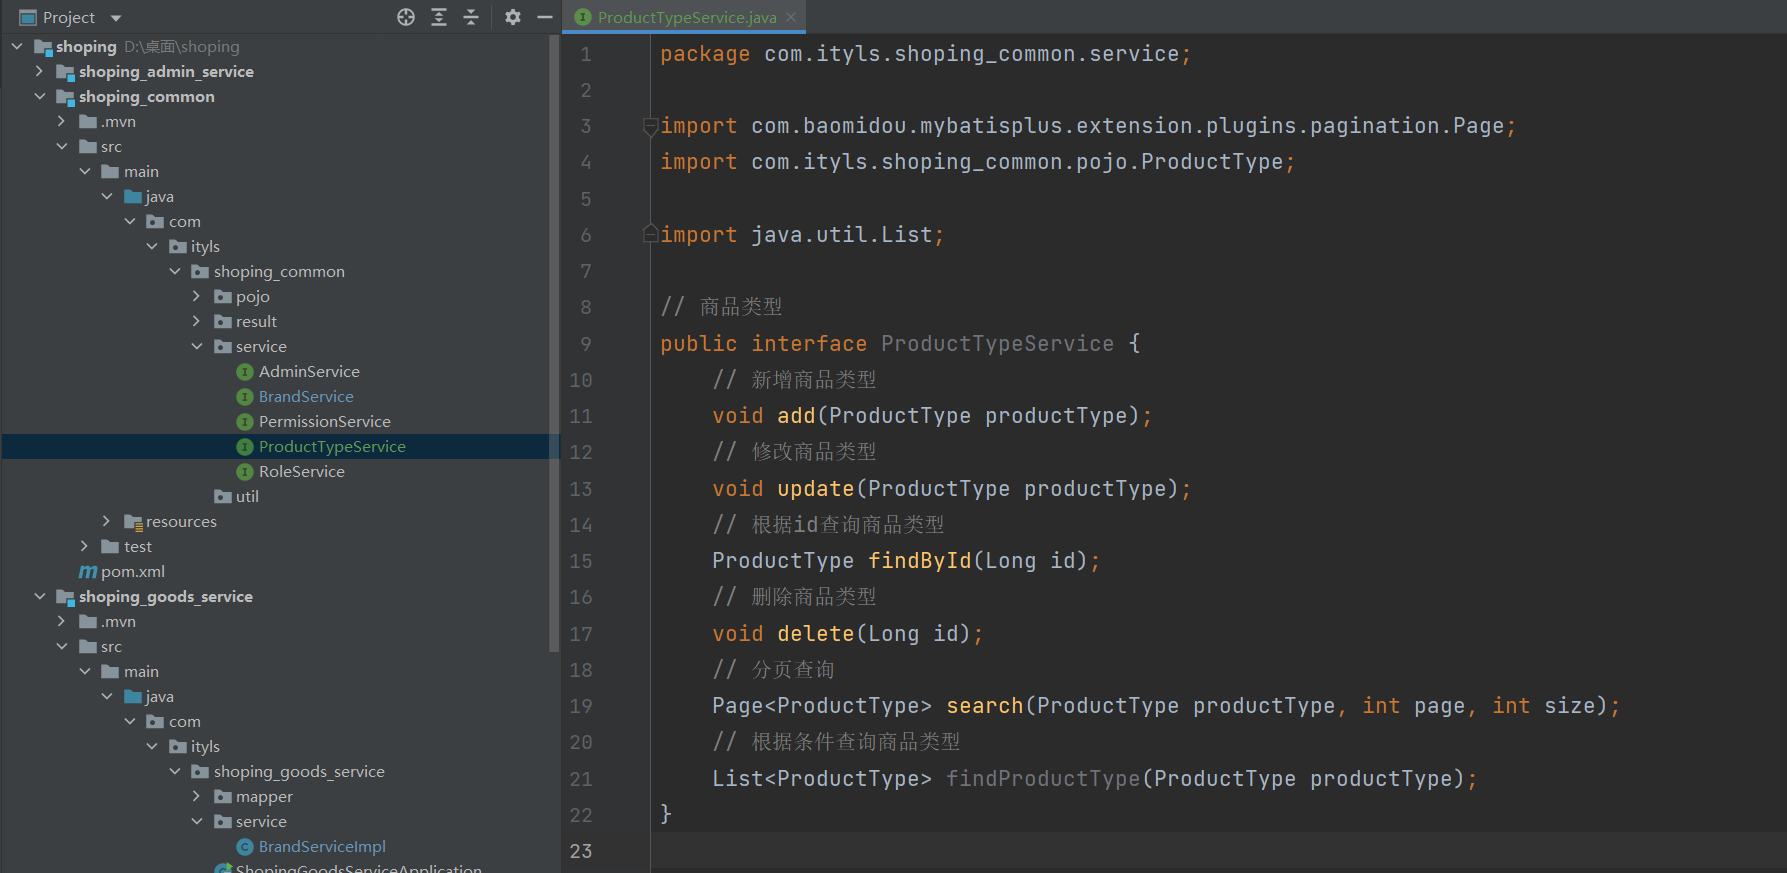 Project
shoping D:\桌面\shoping
shoping_admin_service
shoping_common
.mvn
src
main
java
com
ityls
shoping_common
pojo
result
service
AdminService
BrandService
PermissionService
ProductTypeService
RoleService
util
resources
test
pom.xml
shoping_goods_service
.mvn
src
main
java
com
ityls
shoping_goods_service
mapper
service
BrandServiceImpl
ShopingGoodsServiceApplication
ProductTypeService.java
1 package com.ityls.shoping_common.service;
2
3 import com.baomidou.mybatisplus.extension.plugins.pagination.Page;
4 import com.ityls.shoping_common.pojo.ProductType;
5
6 import java.util.List;
7
8 // 商品类型
9 public interface ProductTypeService {
10 // 新增商品类型
11 void add(ProductType productType);
12 // 修改商品类型
13 void update(ProductType productType);
14 // 根据id查询商品类型
15 ProductType findById(Long id);
16 // 删除商品类型
17 void delete(Long id);
18 // 分页查询
19 Page<ProductType> search(ProductType productType, int page, int size);
20 // 根据条件查询商品类型
21 List<ProductType> findProductType(ProductType productType);
22 }
23